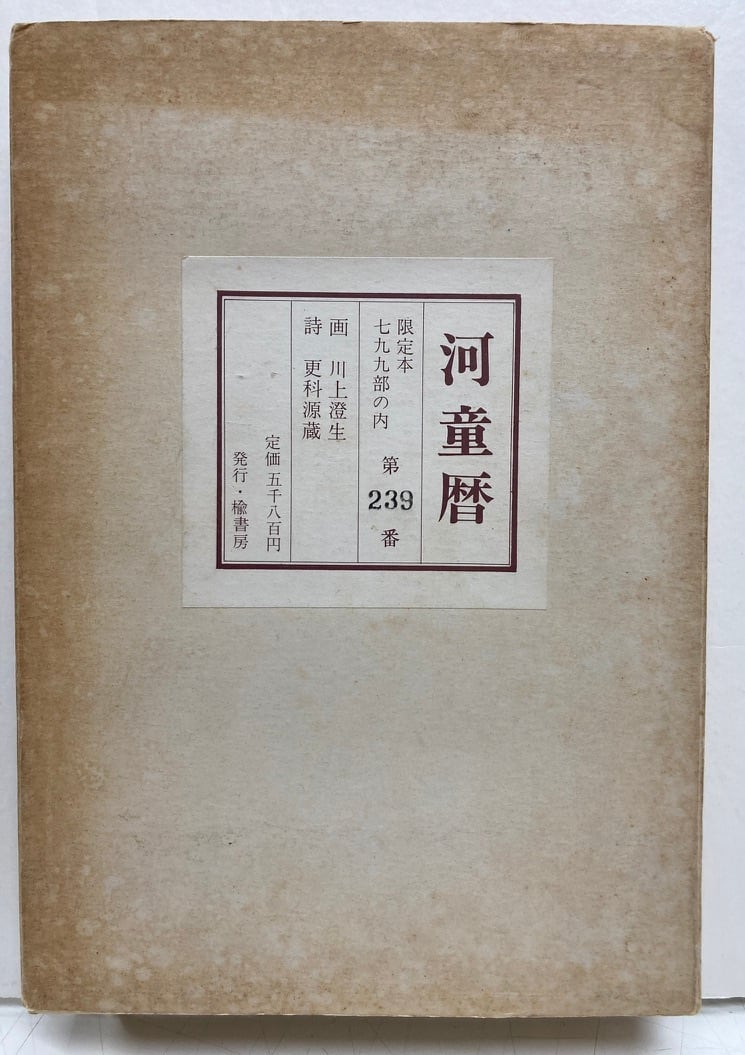 河童暦
限定本
七九九部の内
第
239
番
画　川上澄生
詩　更科源蔵
定価 五千八百円
発行・楡書房